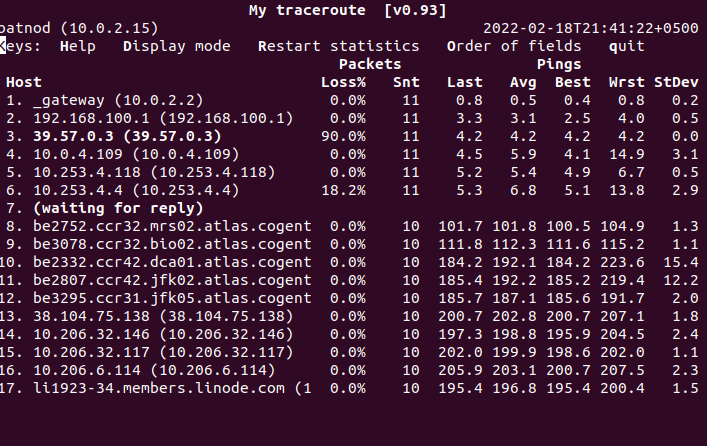 My traceroute [v0.93]
patnod (10.0.2.15) 2022-02-18T21:41:22+0500
Keys: Help Display mode Restart statistics Order of fields quit
Packets Pings
Host Loss% Snt Last Avg Best Wrst StDev
1. _gateway (10.0.2.2) 0.0% 11 0.8 0.5 0.4 0.8 0.2
2. 192.168.100.1 (192.168.100.1) 0.0% 11 3.3 3.1 2.5 4.0 0.5
3. 39.57.0.3 (39.57.0.3) 90.0% 11 4.2 4.2 4.2 4.2 0.0
4. 10.0.4.109 (10.0.4.109) 0.0% 11 4.5 5.9 4.1 14.9 3.1
5. 10.253.4.118 (10.253.4.118) 0.0% 11 5.2 5.4 4.9 6.7 0.5
6. 10.253.4.4 (10.253.4.4) 18.2% 11 5.3 6.8 5.1 13.8 2.9
7. (waiting for reply)
8. be2752.ccr32.mrs02.atlas.cogent 0.0% 10 101.7 101.8 100.5 104.9 1.3
9. be3078.ccr32.bio02.atlas.cogent 0.0% 10 111.8 112.3 111.6 115.2 1.1
10. be2332.ccr42.dca01.atlas.cogent 0.0% 10 184.2 192.1 184.2 223.6 15.4
11. be2807.ccr42.jfk02.atlas.cogent 0.0% 10 185.4 192.2 185.2 219.4 12.2
12. be3295.ccr31.jfk05.atlas.cogent 0.0% 10 185.7 187.1 185.6 191.7 2.0
13. 38.104.75.138 (38.104.75.138) 0.0% 10 200.7 202.8 200.7 207.1 1.8
14. 10.206.32.146 (10.206.32.146) 0.0% 10 197.3 198.8 195.9 204.5 2.4
15. 10.206.32.117 (10.206.32.117) 0.0% 10 202.0 199.9 198.6 202.0 1.1
16. 10.206.6.114 (10.206.6.114) 0.0% 10 205.9 203.1 200.7 207.5 2.3
17. li1923-34.members.linode.com (1 0.0% 10 195.4 196.8 195.4 200.4 1.5